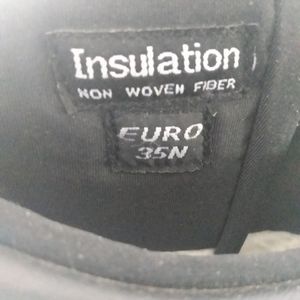 Insulation
NON WOVEN FIBER
EURO
35N